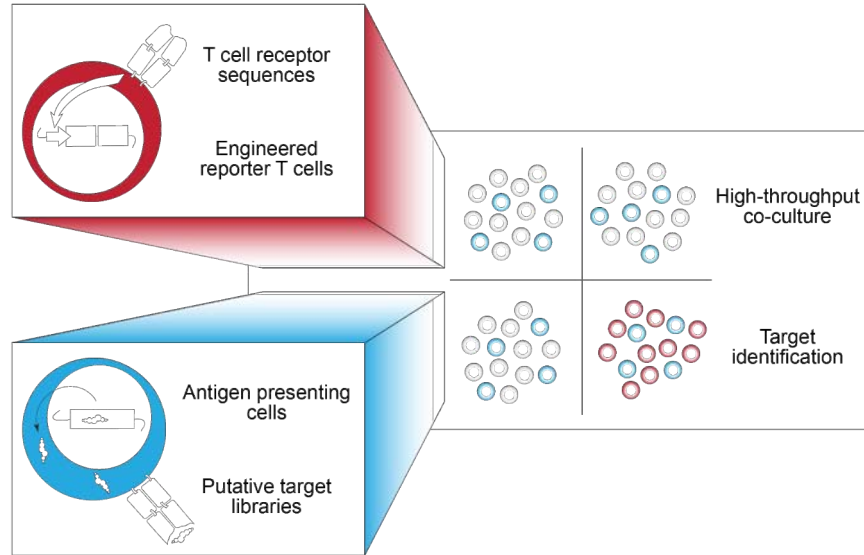 T cell receptor
sequences
Engineered
reporter T cells
High-throughput
co-culture
Target
identification
Antigen presenting
cells
Putative target
libraries